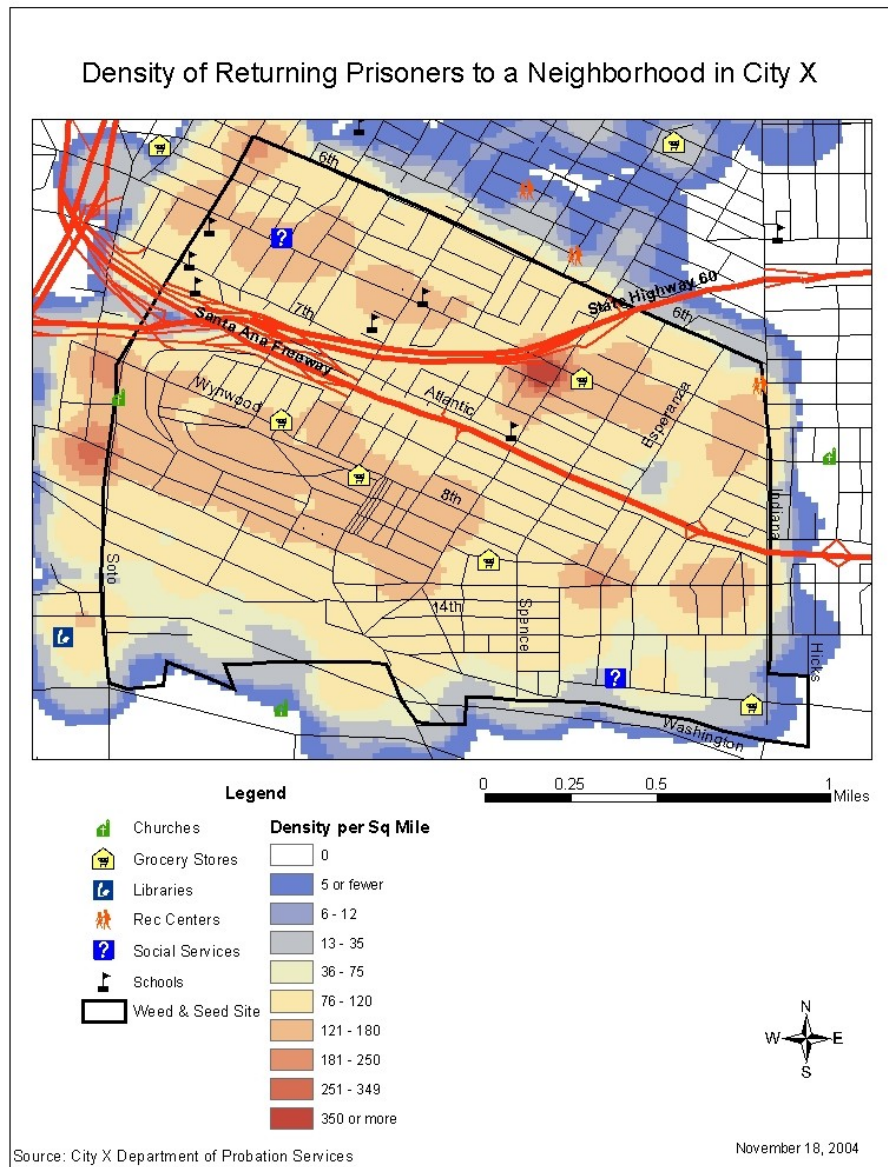 Density of Returning Prisoners to a Neighborhood in City X
6th
7th
State Highway 60
Santa Ana Freeway
6th
Wynwood
Atlantic
Esperanza
8th
Indiana
Soto
14th
Spence
Hicks
Washington
Legend
0 0.25 0.5 1
Miles
Churches
Grocery Stores
Libraries
Rec Centers
Social Services
Schools
Weed & Seed Site
Density per Sq Mile
0
5 or fewer
6 - 12
13 - 35
36 - 75
76 - 120
121 - 180
181 - 250
251 - 349
350 or more
N
W E
S
Source: City X Department of Probation Services
November 18, 2004